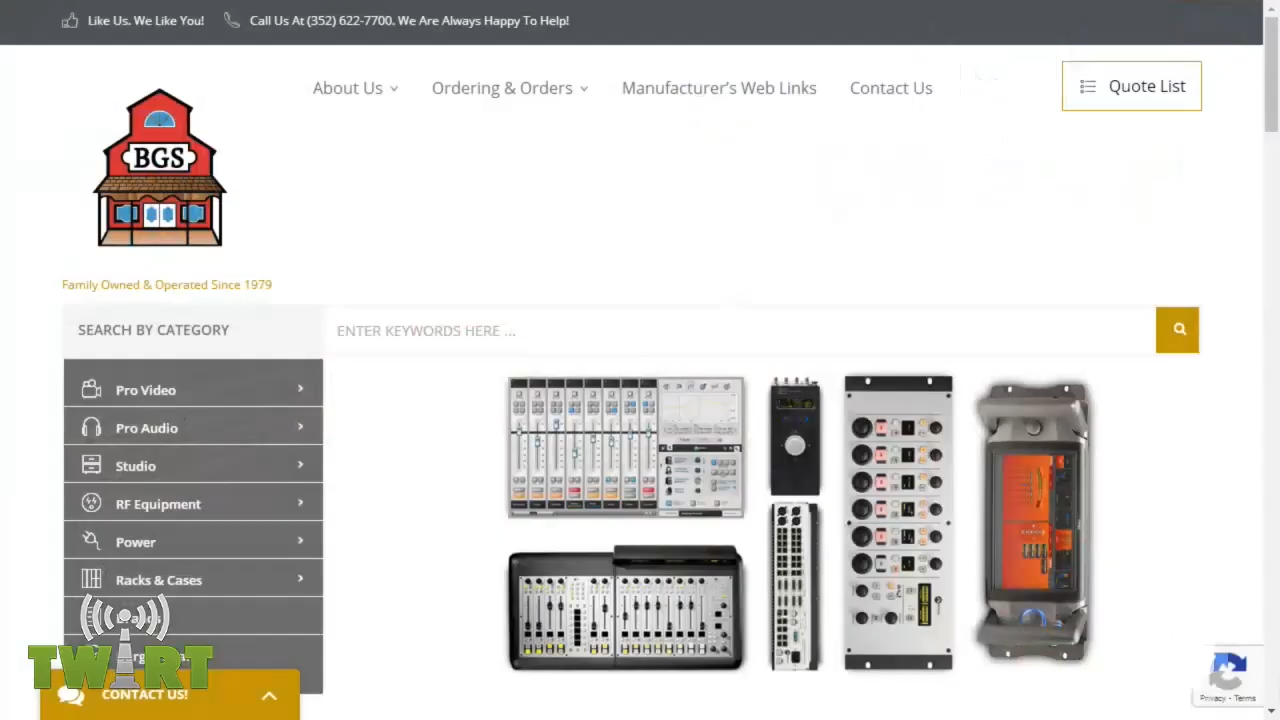 Like Us. We Like You!
Call Us At (352) 622-7700. We Are Always Happy To Help!
About Us
Ordering & Orders
Manufacturer's Web Links
Contact Us
Quote List
BGS
Family Owned & Operated Since 1979
SEARCH BY CATEGORY
ENTER KEYWORDS HERE ...
Pro Video
Pro Audio
Studio
RF Equipment
Power
Racks & Cases
TWiRT
CONTACT US!
Privacy - Terms